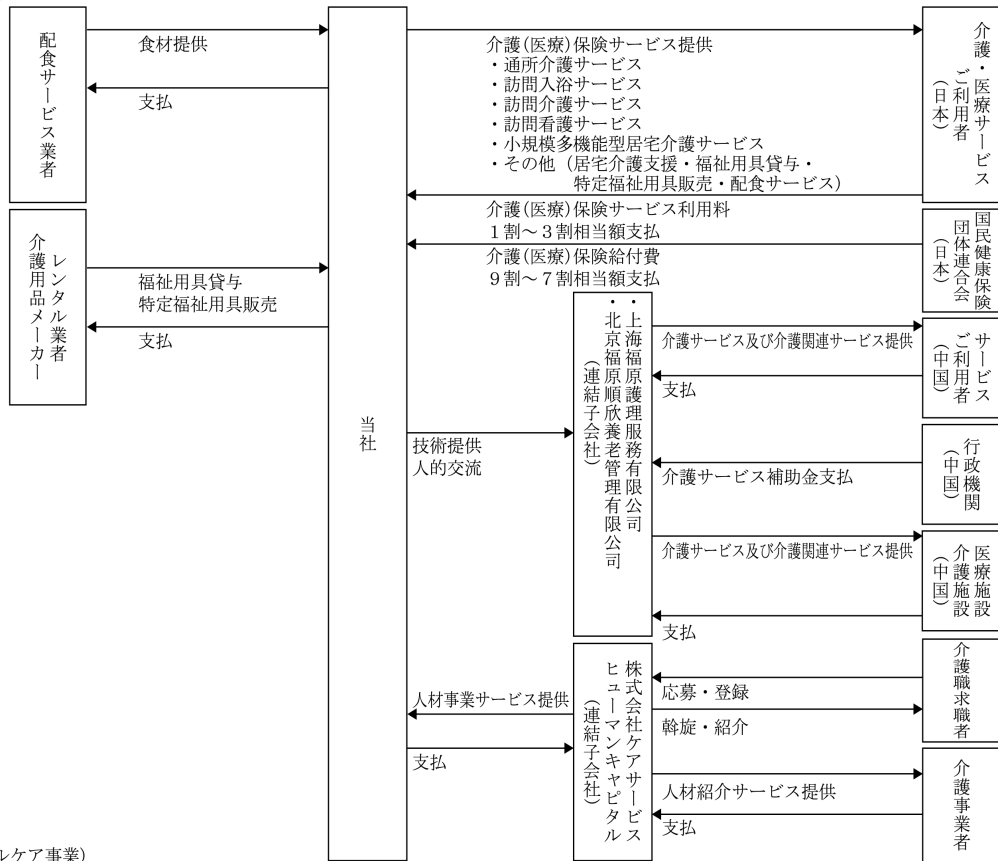 配食サービス業者
食材提供
支払
レンタル業者
介護用品メーカー
福祉用具貸与
特定福祉用具販売
支払
当社
介護(医療)保険サービス提供
・通所介護サービス
・訪問入浴サービス
・訪問介護サービス
・訪問看護サービス
・小規模多機能型居宅介護サービス
・その他（居宅介護支援・福祉用具貸与・
特定福祉用具販売・配食サービス）
介護(医療)保険サービス利用料
１割～３割相当額支払
介護(医療)保険給付費
９割～７割相当額支払
介護・医療サービス
ご利用者
（日本）
国民健康保険
団体連合会
（日本）
技術提供
人的交流
・上海福原護理服務有限公司
・北京福原順欣養老管理有限公司
（連結子会社）
介護サービス及び介護関連サービス提供
支払
サービス
ご利用者
（中国）
介護サービス補助金支払
行政機関
（中国）
介護サービス及び介護関連サービス提供
支払
医療施設
介護施設
（中国）
人材事業サービス提供
支払
株式会社ケアサービス
ヒューマンキャピタル
（連結子会社）
応募・登録
斡旋・紹介
介護職求職者
人材紹介サービス提供
支払
介護事業者
ルケア事業）